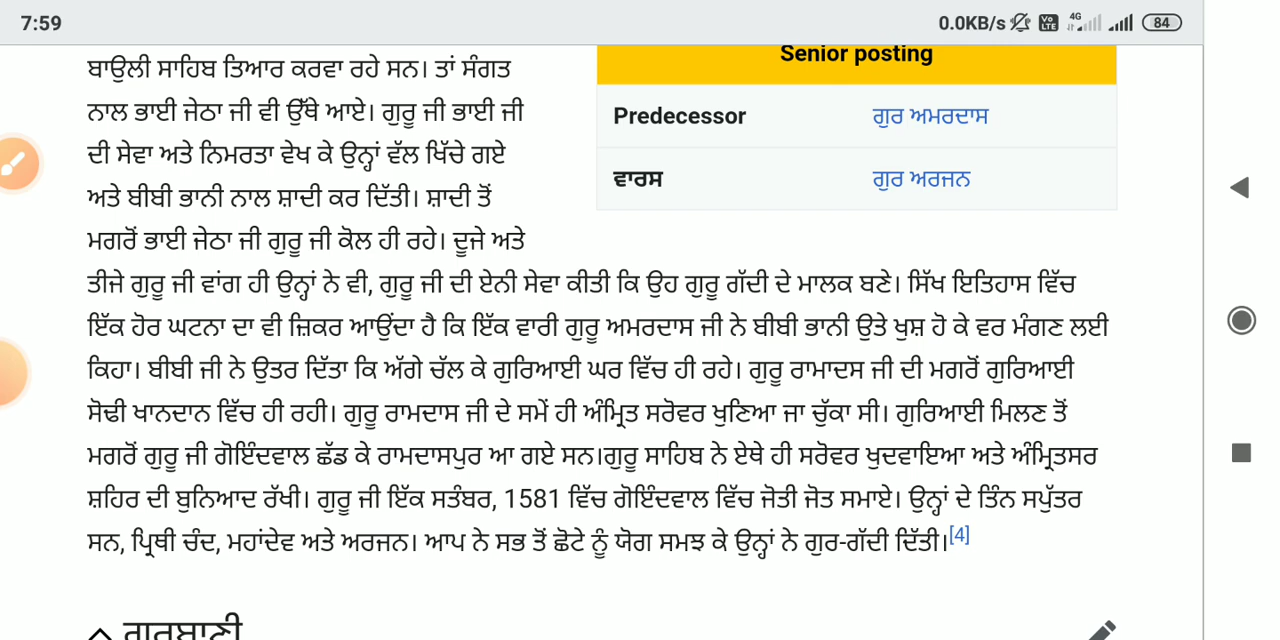 7:59
0.0KB/s Vo LTE 4G 84
ਬਾਉਲੀ ਸਾਹਿਬ ਤਿਆਰ ਕਰਵਾ ਰਹੇ ਸਨ। ਤਾਂ ਸੰਗਤ
ਨਾਲ ਭਾਈ ਜੇਠਾ ਜੀ ਵੀ ਉੱਥੇ ਆਏ। ਗੁਰੂ ਜੀ ਭਾਈ ਜੀ
ਦੀ ਸੇਵਾ ਅਤੇ ਨਿਮਰਤਾ ਵੇਖ ਕੇ ਉਨ੍ਹਾਂ ਵੱਲ ਖਿੱਚੇ ਗਏ
ਅਤੇ ਬੀਬੀ ਭਾਨੀ ਨਾਲ ਸ਼ਾਦੀ ਕਰ ਦਿੱਤੀ। ਸ਼ਾਦੀ ਤੋਂ
ਮਗਰੋਂ ਭਾਈ ਜੇਠਾ ਜੀ ਗੁਰੂ ਜੀ ਕੋਲ ਹੀ ਰਹੇ। ਦੂਜੇ ਅਤੇ
Senior posting
Predecessor ਗੁਰ ਅਮਰਦਾਸ
ਵਾਰਸ ਗੁਰ ਅਰਜਨ
ਤੀਜੇ ਗੁਰੂ ਜੀ ਵਾਂਗ ਹੀ ਉਨ੍ਹਾਂ ਨੇ ਵੀ, ਗੁਰੂ ਜੀ ਦੀ ਏਨੀ ਸੇਵਾ ਕੀਤੀ ਕਿ ਉਹ ਗੁਰੂ ਗੱਦੀ ਦੇ ਮਾਲਕ ਬਣੇ। ਸਿੱਖ ਇਤਿਹਾਸ ਵਿੱਚ
ਇੱਕ ਹੋਰ ਘਟਨਾ ਦਾ ਵੀ ਜ਼ਿਕਰ ਆਉਂਦਾ ਹੈ ਕਿ ਇੱਕ ਵਾਰੀ ਗੁਰੂ ਅਮਰਦਾਸ ਜੀ ਨੇ ਬੀਬੀ ਭਾਨੀ ਉਤੇ ਖੁਸ਼ ਹੋ ਕੇ ਵਰ ਮੰਗਣ ਲਈ
ਕਿਹਾ। ਬੀਬੀ ਜੀ ਨੇ ਉਤਰ ਦਿੱਤਾ ਕਿ ਅੱਗੇ ਚੱਲ ਕੇ ਗੁਰਿਆਈ ਘਰ ਵਿੱਚ ਹੀ ਰਹੇ। ਗੁਰੂ ਰਾਮਾਦਸ ਜੀ ਦੀ ਮਗਰੋਂ ਗੁਰਿਆਈ
ਸੋਢੀ ਖਾਨਦਾਨ ਵਿੱਚ ਹੀ ਰਹੀ। ਗੁਰੂ ਰਾਮਦਾਸ ਜੀ ਦੇ ਸਮੇਂ ਹੀ ਅੰਮ੍ਰਿਤ ਸਰੋਵਰ ਖੁਣਿਆ ਜਾ ਚੁੱਕਾ ਸੀ। ਗੁਰਿਆਈ ਮਿਲਣ ਤੋਂ
ਮਗਰੋਂ ਗੁਰੂ ਜੀ ਗੋਇੰਦਵਾਲ ਛੱਡ ਕੇ ਰਾਮਦਾਸਪੁਰ ਆ ਗਏ ਸਨ।ਗੁਰੂ ਸਾਹਿਬ ਨੇ ਏਥੇ ਹੀ ਸਰੋਵਰ ਖੁਦਵਾਇਆ ਅਤੇ ਅੰਮ੍ਰਿਤਸਰ
ਸ਼ਹਿਰ ਦੀ ਬੁਨਿਆਦ ਰੱਖੀ। ਗੁਰੂ ਜੀ ਇੱਕ ਸਤੰਬਰ, 1581 ਵਿੱਚ ਗੋਇੰਦਵਾਲ ਵਿੱਚ ਜੋਤੀ ਜੋਤ ਸਮਾਏ। ਉਨ੍ਹਾਂ ਦੇ ਤਿੰਨ ਸਪੁੱਤਰ
ਸਨ, ਪ੍ਰਿਥੀ ਚੰਦ, ਮਹਾਂਦੇਵ ਅਤੇ ਅਰਜਨ। ਆਪ ਨੇ ਸਭ ਤੋਂ ਛੋਟੇ ਨੂੰ ਯੋਗ ਸਮਝ ਕੇ ਉਨ੍ਹਾਂ ਨੇ ਗੁਰ-ਗੱਦੀ ਦਿੱਤੀ।[4]
ਗੁਰਬਾਣੀ